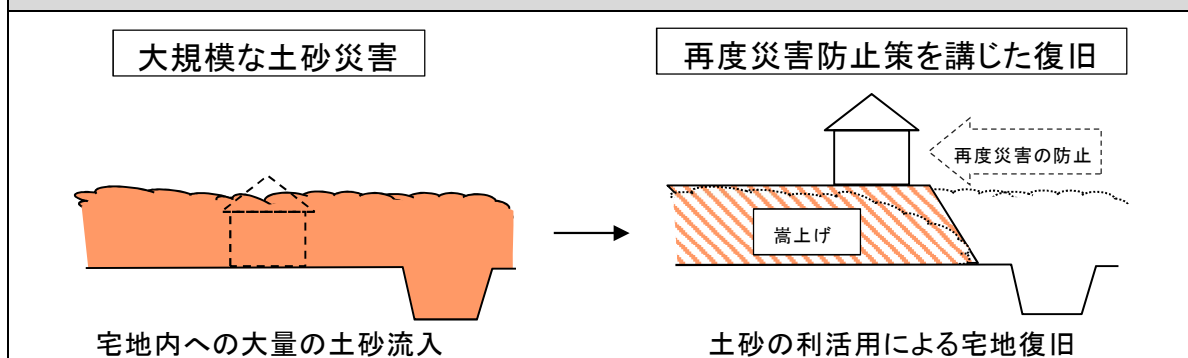 大規模な土砂災害
再度災害防止策を講じた復旧
再度災害の防止
嵩上げ
宅地内への大量の土砂流入
土砂の利活用による宅地復旧